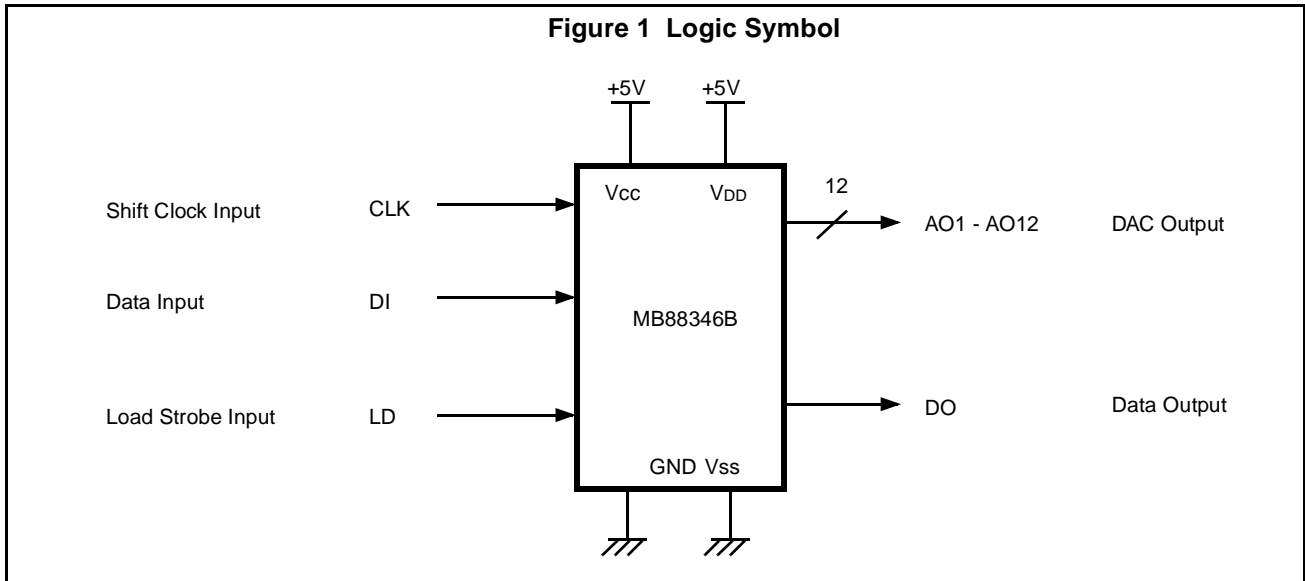 Figure 1 Logic Symbol
+5V +5V
Vcc VDD
12
Shift Clock Input CLK
AO1 - AO12 DAC Output
Data Input DI
MB88346B
Load Strobe Input LD
DO Data Output
GND Vss